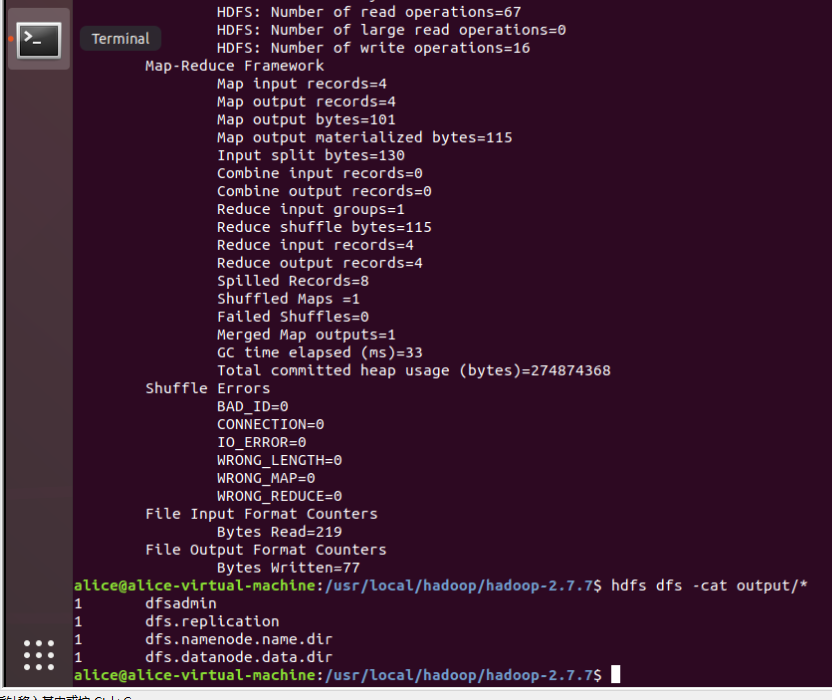 HDFS: Number of read operations=67
HDFS: Number of large read operations=0
HDFS: Number of write operations=16
Terminal
Map-Reduce Framework
Map input records=4
Map output records=4
Map output bytes=101
Map output materialized bytes=115
Input split bytes=130
Combine input records=0
Combine output records=0
Reduce input groups=1
Reduce shuffle bytes=115
Reduce input records=4
Reduce output records=4
Spilled Records=8
Shuffled Maps =1
Failed Shuffles=0
Merged Map outputs=1
GC time elapsed (ms)=33
Total committed heap usage (bytes)=274874368
Shuffle Errors
BAD_ID=0
CONNECTION=0
IO_ERROR=0
WRONG_LENGTH=0
WRONG_MAP=0
WRONG_REDUCE=0
File Input Format Counters
Bytes Read=219
File Output Format Counters
Bytes Written=77
alice@alice-virtual-machine:/usr/local/hadoop/hadoop-2.7.7$ hdfs dfs -cat output/*
1 dfsadmin
1 dfs.replication
1 dfs.namenode.name.dir
1 dfs.datanode.data.dir
alice@alice-virtual-machine:/usr/local/hadoop/hadoop-2.7.7$